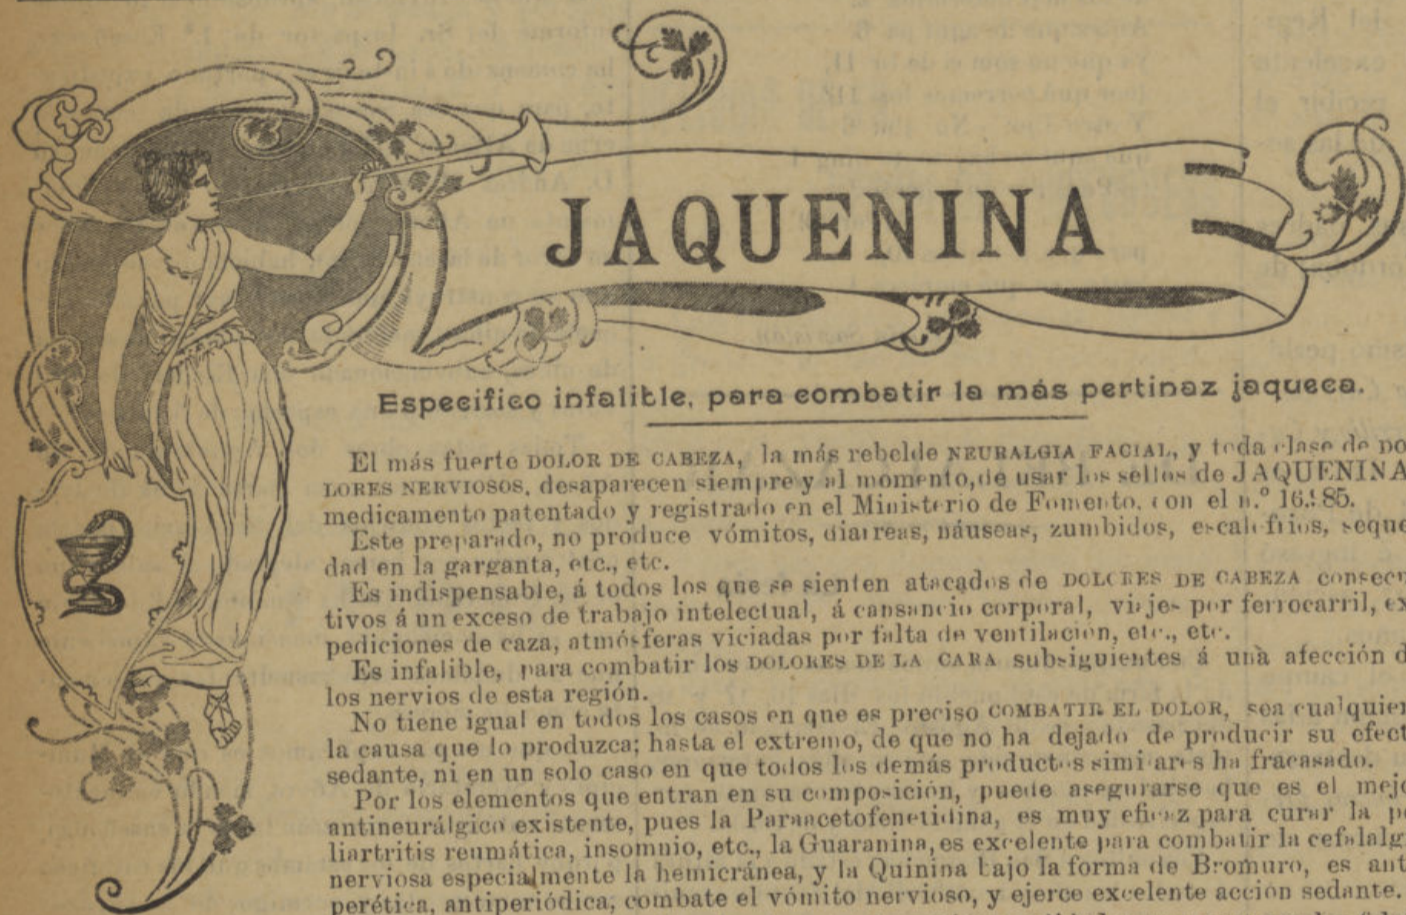 JAQUENINA
Especifico infalible, para combatir la más pertinaz jaqueca.
El más fuerte DOLOR DE CABEZA, la más rebelde NEURALGIA FACIAL, y toda clase de DO
LORES NERVIOSOS, desaparecen siempre y al momento, de usar los sellos de JAQUENINA
medicamento patentado y registrado en el Ministerio de Fomento, con el n.º
Este preparado, no produce vómitos, diarreas, náuseas, zumbidos, escalofríos, seque
dad en la garganta, etc., etc.
Es indispensable, á todos los que se sienten atacados de DOLORES DE CABEZA consecu
tivos á un exceso de trabajo intelectual, á cansancio corporal, viajes por ferrocarril, ex
pediciones de caza, atmósferas viciadas por falta de ventilación, etc., etc.
Es infalible, para combatir los DOLORES DE LA CARA subsiguientes á una afección d
los nervios de esta región.
No tiene igual en todos los casos en que es preciso COMBATIR EL DOLOR, sea cualquier
la causa que lo produzca; hasta el extremo, de que no ha dejado de producir su efect
sedante, ni en un solo caso en que todos los demás productos similares ha fracasado.
Por los elementos que entran en su composición, puede asegurarse que es el mejo
antineurálgico existente, pues la Paraacetofenetidina, es muy eficaz para curar la po
liartritis reumática, insomnio, etc., la Guaranina, es excelente para combatir la cefalalgi
nerviosa especialmente la hemicránea, y la Quinina bajo la forma de Bromuro, es anti
perética, antiperiódica, combate el vómito nervioso, y ejerce excelente acción sedante.